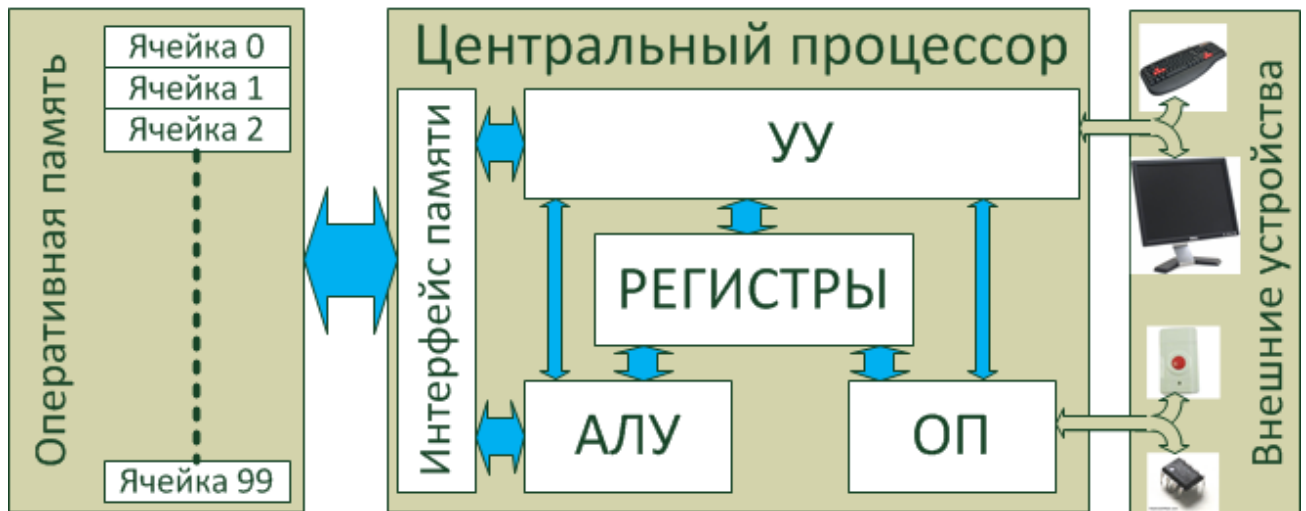 Оперативная память
Ячейка 0
Ячейка 1
Ячейка 2
Ячейка 99
Центральный процессор
Интерфейс памяти
УУ
РЕГИСТРЫ
АЛУ
ОП
Внешние устройства